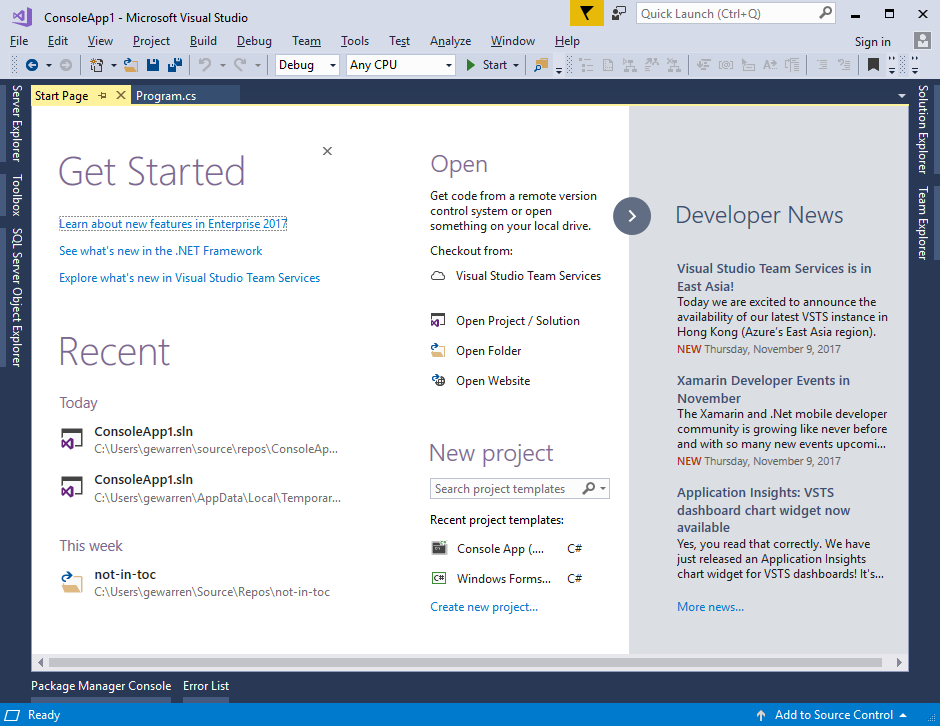 ConsoleApp1 - Microsoft Visual Studio
Quick Launch (Ctrl+Q)
File Edit View Project Build Debug Team Tools Test Analyze Window Help
Sign in
Debug Any CPU Start
Start Page Program.cs
Server Explorer
Toolbox
SQL Server Object Explorer
Get Started
Learn about new features in Enterprise 2017
See what's new in the .NET Framework
Explore what's new in Visual Studio Team Services
Recent
Today
ConsoleApp1.sln
C:\Users\gewarren\source\repos\ConsoleAp...
ConsoleApp1.sln
C:\Users\gewarren\AppData\Local\Temporar...
This week
not-in-toc
C:\Users\gewarren\Source\Repos\not-in-toc
Open
Get code from a remote version
control system or open
something on your local drive.
Checkout from:
Visual Studio Team Services
Open Project / Solution
Open Folder
Open Website
New project
Search project templates
Recent project templates:
Console App (.... C#
Windows Forms... C#
Create new project...
Developer News
Visual Studio Team Services is in
East Asia!
Today we are excited to announce the
availability of our latest VSTS instance in
Hong Kong (Azure's East Asia region).
NEW Thursday, November 9, 2017
Xamarin Developer Events in
November
The Xamarin and .Net mobile developer
community is growing like never before
and with so many new events upcomi...
NEW Thursday, November 9, 2017
Application Insights: VSTS
dashboard chart widget now
available
Yes, you read that correctly. We have
just released an Application Insights
chart widget for VSTS dashboards! It's...
More news...
Solution Explorer
Team Explorer
Package Manager Console Error List
Ready
Add to Source Control